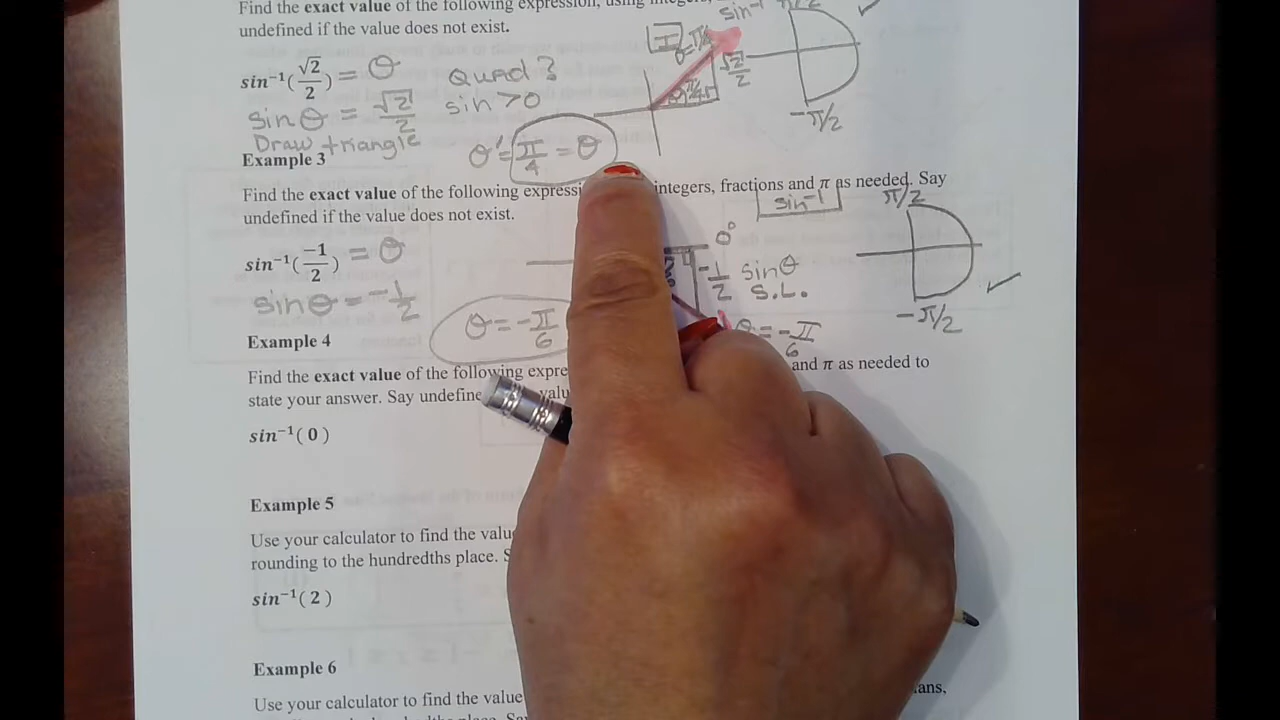 Find the exact value of the following expression, using integers,
undefined if the value does not exist.
sin⁻¹(√2/2) = θ
Quad ?
sin θ = √2/2
sin > 0
Draw triangle
θ' = π/4 = θ
I
θ = π/4
√2/2
sin⁻¹
π/2
-π/2
Example 3
Find the exact value of the following integers, fractions and π as needed. Say
undefined if the value does not exist.
sin⁻¹(-1/2) = θ
sin θ = -1/2
θ = -π/6
0°
-1/2
sin θ
S.L.
θ = -π/6
sin⁻¹
π/2
-π/2
Example 4
Find the exact value of the following and π as needed to
state your answer. Say
sin⁻¹(0)
Example 5
Use your calculator to find the
rounding to the hundredths place.
sin⁻¹(2)
Example 6
Use your calculator to find the value